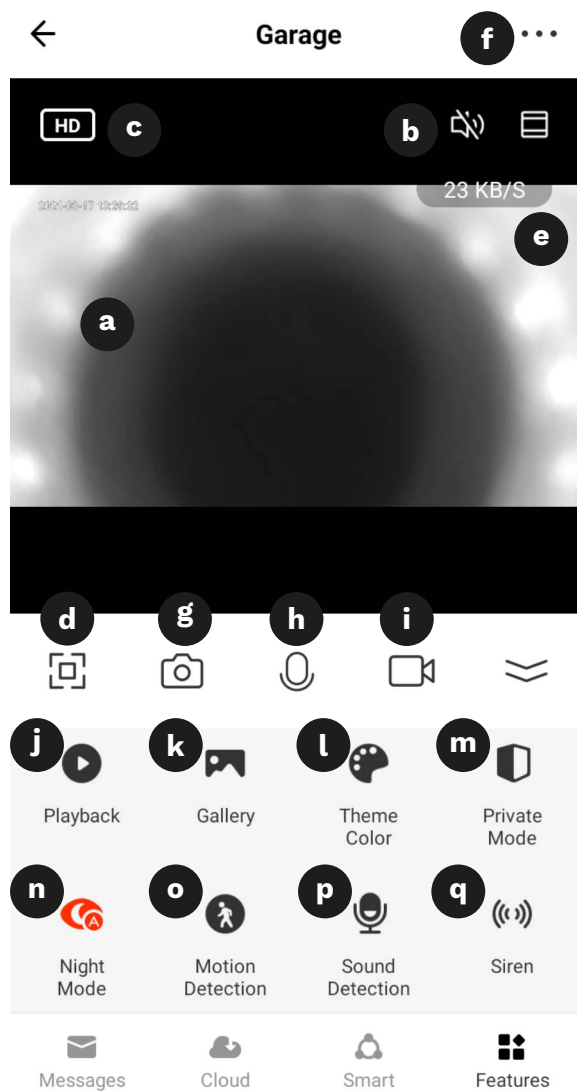 Garage
f
HD
c
b
23 KB/S
e
a
d
g
h
i
j
k
l
m
Playback
Gallery
Theme
Color
Private
Mode
n
o
p
q
Night
Mode
Motion
Detection
Sound
Detection
Siren
Messages
Cloud
Smart
Features